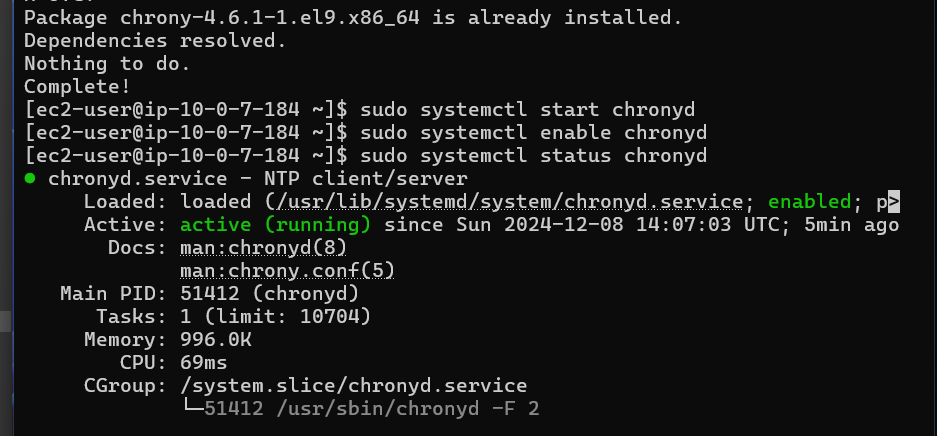 Package chrony-4.6.1-1.el9.x86_64 is already installed.
Dependencies resolved.
Nothing to do.
Complete!
[ec2-user@ip-10-0-7-184 ~]$ sudo systemctl start chronyd
[ec2-user@ip-10-0-7-184 ~]$ sudo systemctl enable chronyd
[ec2-user@ip-10-0-7-184 ~]$ sudo systemctl status chronyd
● chronyd.service - NTP client/server
Loaded: loaded (/usr/lib/systemd/system/chronyd.service; enabled; p>
Active: active (running) since Sun 2024-12-08 14:07:03 UTC; 5min ago
Docs: man:chronyd(8)
man:chrony.conf(5)
Main PID: 51412 (chronyd)
Tasks: 1 (limit: 10704)
Memory: 996.0K
CPU: 69ms
CGroup: /system.slice/chronyd.service
└─51412 /usr/sbin/chronyd -F 2